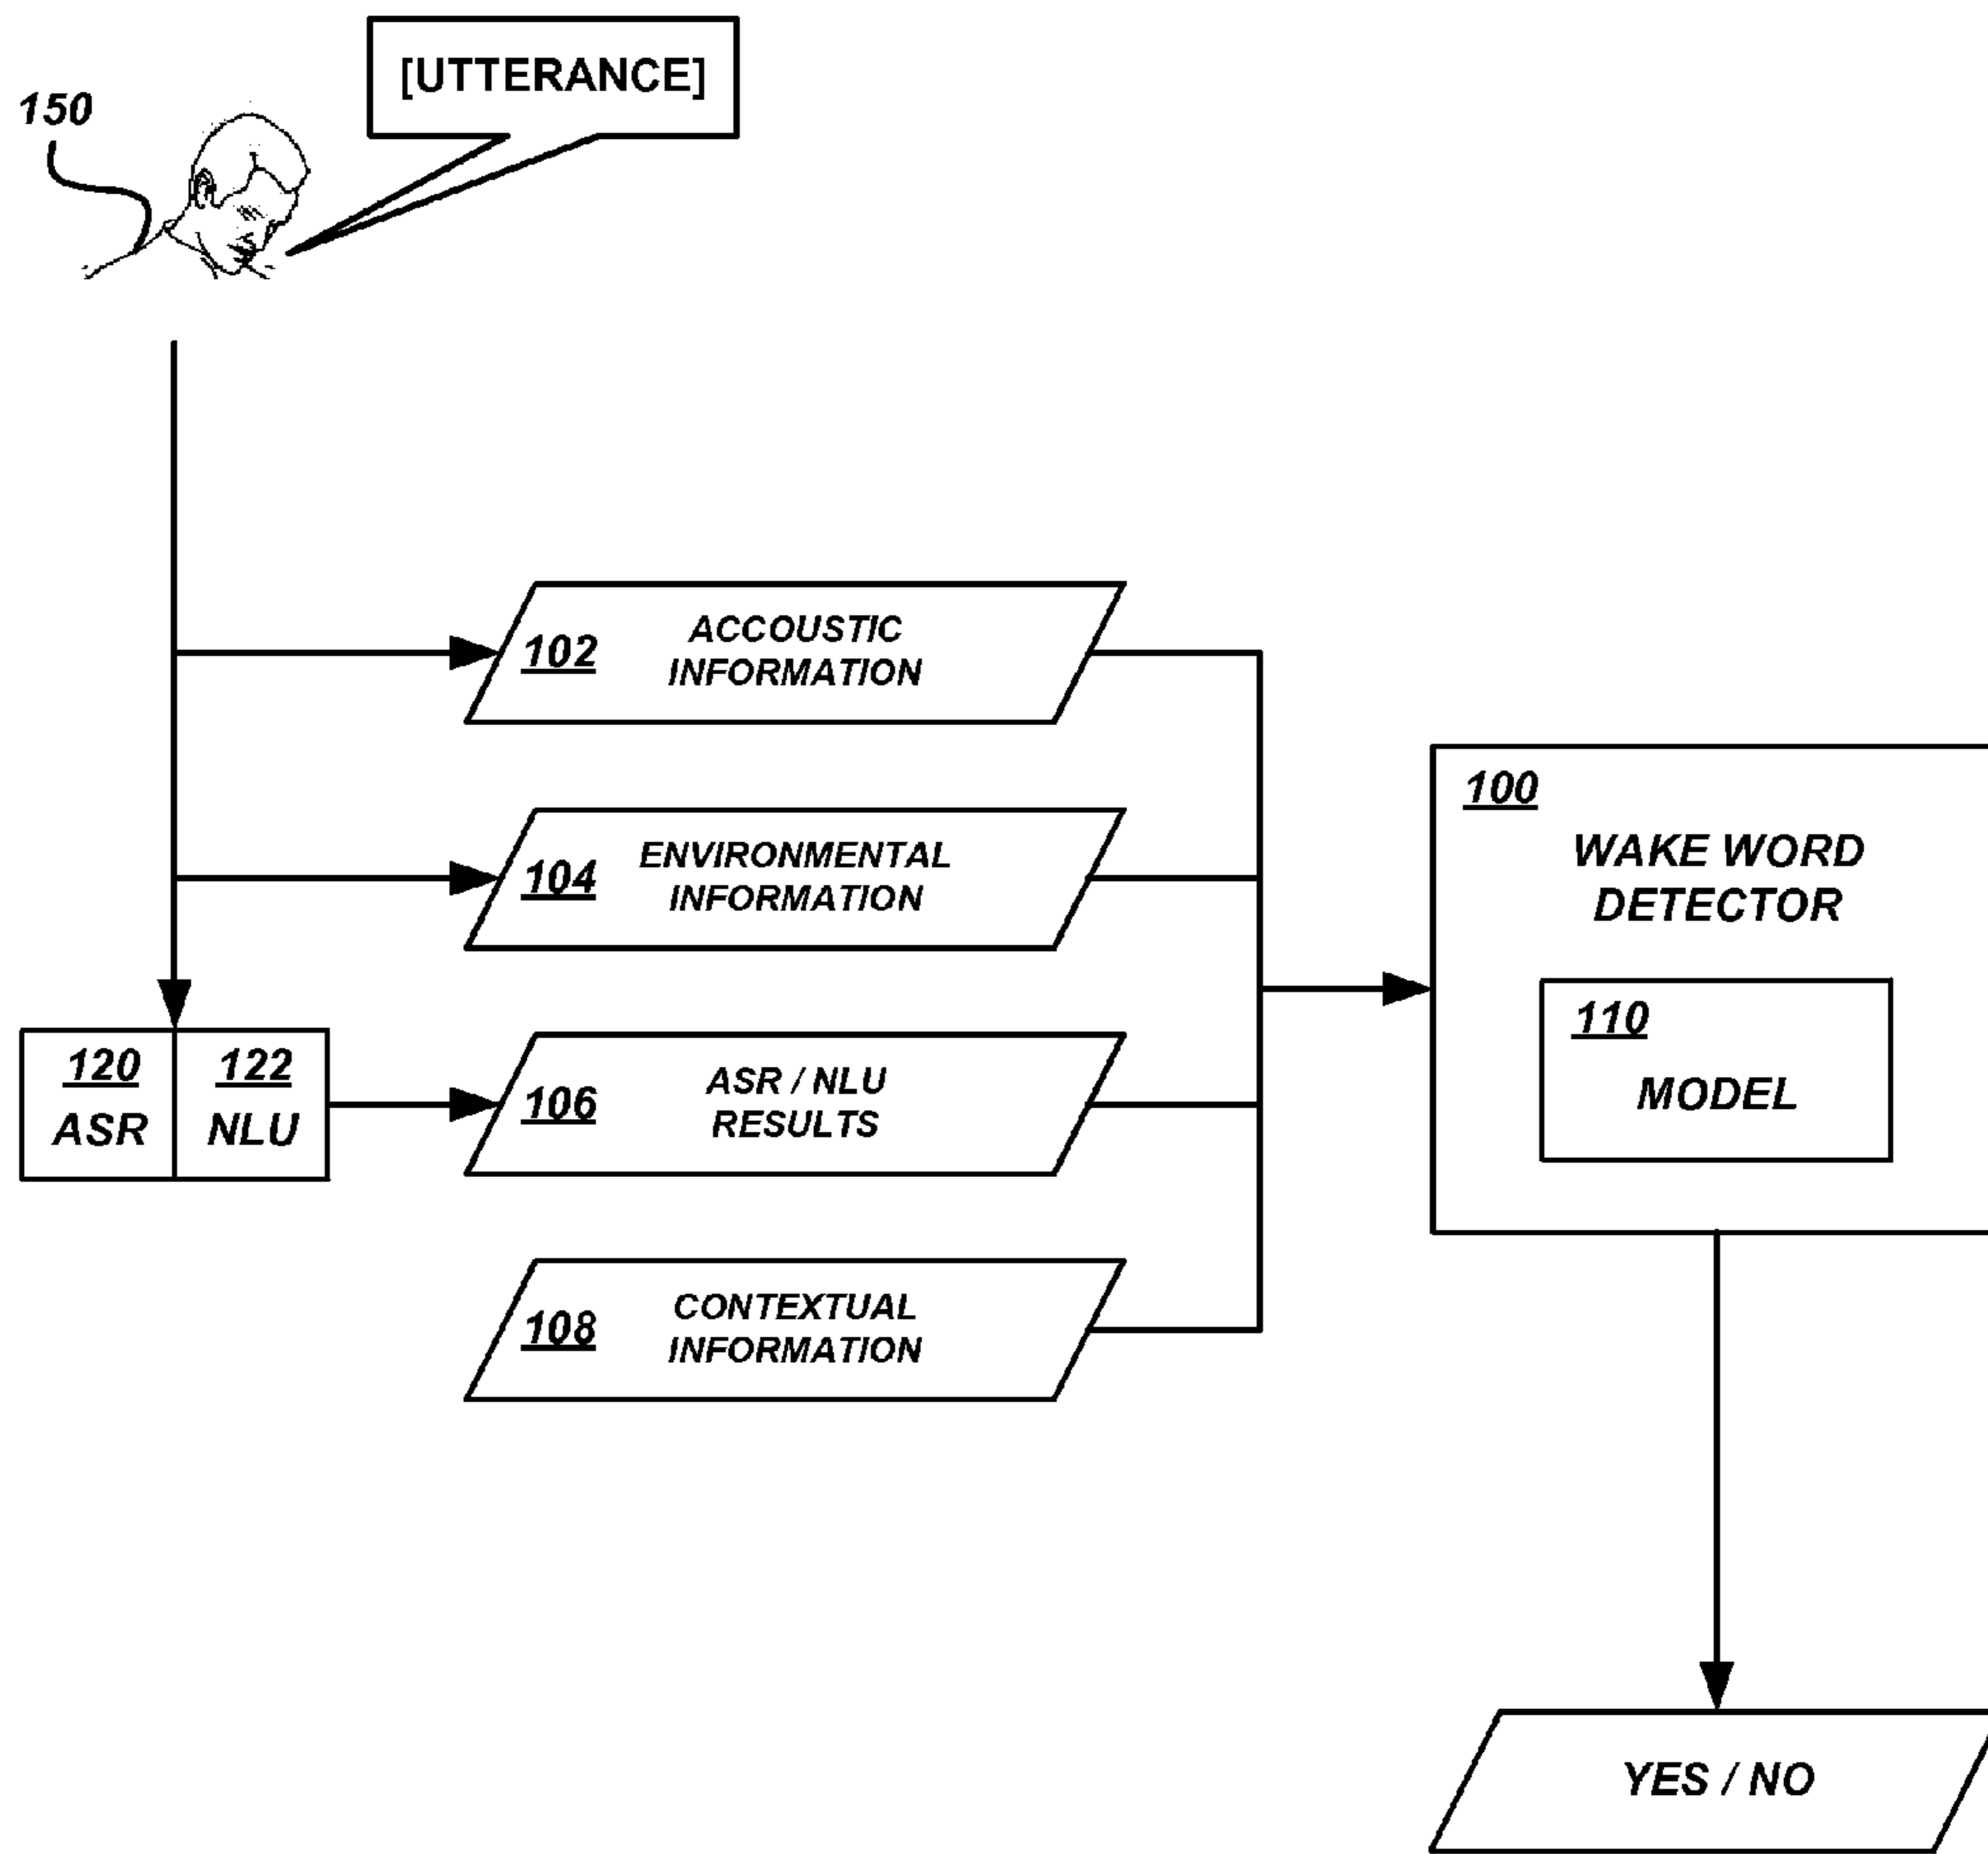 [UTTERANCE]
150
102
ACCOUSTIC
INFORMATION
104
ENVIRONMENTAL
INFORMATION
120
ASR
122
NLU
106
ASR / NLU
RESULTS
108
CONTEXTUAL
INFORMATION
100
WAKE WORD
DETECTOR
110
MODEL
YES / NO